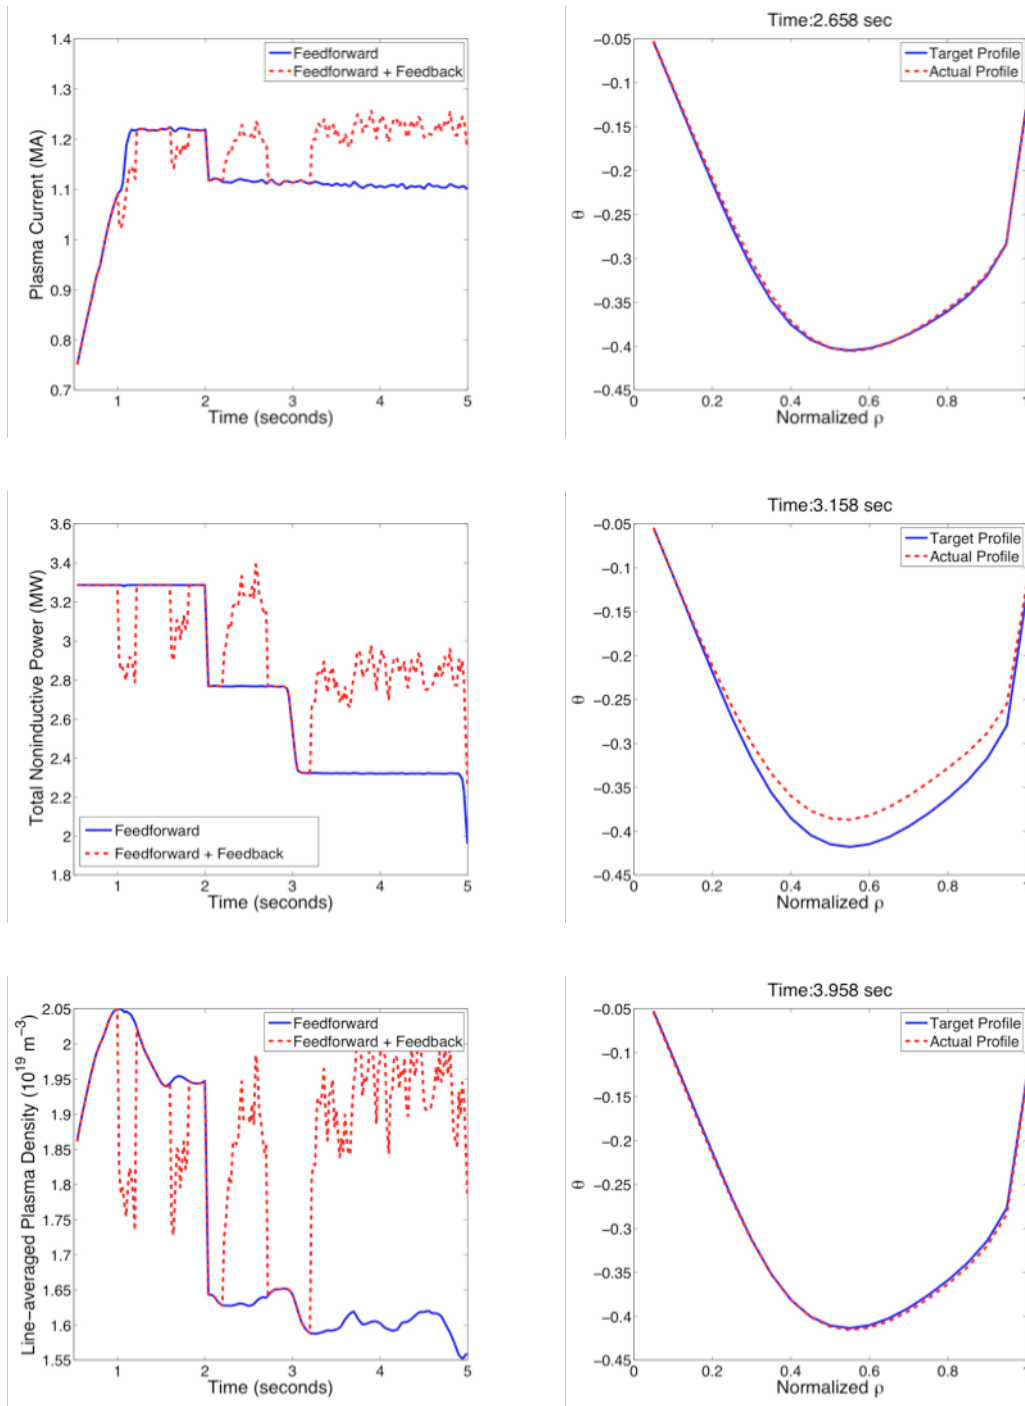 1.4
1.3
1.2
1.1
1
0.9
0.8
0.7
Plasma Current (MA)
Feedforward
Feedforward + Feedback
1 2 3 4 5
Time (seconds)
Time:2.658 sec
−0.05
−0.1
−0.15
−0.2
−0.25
−0.3
−0.35
−0.4
−0.45
θ
Target Profile
Actual Profile
0 0.2 0.4 0.6 0.8 1
Normalized ρ
3.6
3.4
3.2
3
2.8
2.6
2.4
2.2
2
1.8
Total Noninductive Power (MW)
Feedforward
Feedforward + Feedback
1 2 3 4 5
Time (seconds)
Time:3.158 sec
−0.05
−0.1
−0.15
−0.2
−0.25
−0.3
−0.35
−0.4
−0.45
θ
Target Profile
Actual Profile
0 0.2 0.4 0.6 0.8 1
Normalized ρ
2.05
2
1.95
1.9
1.85
1.8
1.75
1.7
1.65
1.6
1.55
Line−averaged Plasma Density (10^19 m^−3)
Feedforward
Feedforward + Feedback
1 2 3 4 5
Time (seconds)
Time:3.958 sec
−0.05
−0.1
−0.15
−0.2
−0.25
−0.3
−0.35
−0.4
−0.45
θ
Target Profile
Actual Profile
0 0.2 0.4 0.6 0.8 1
Normalized ρ